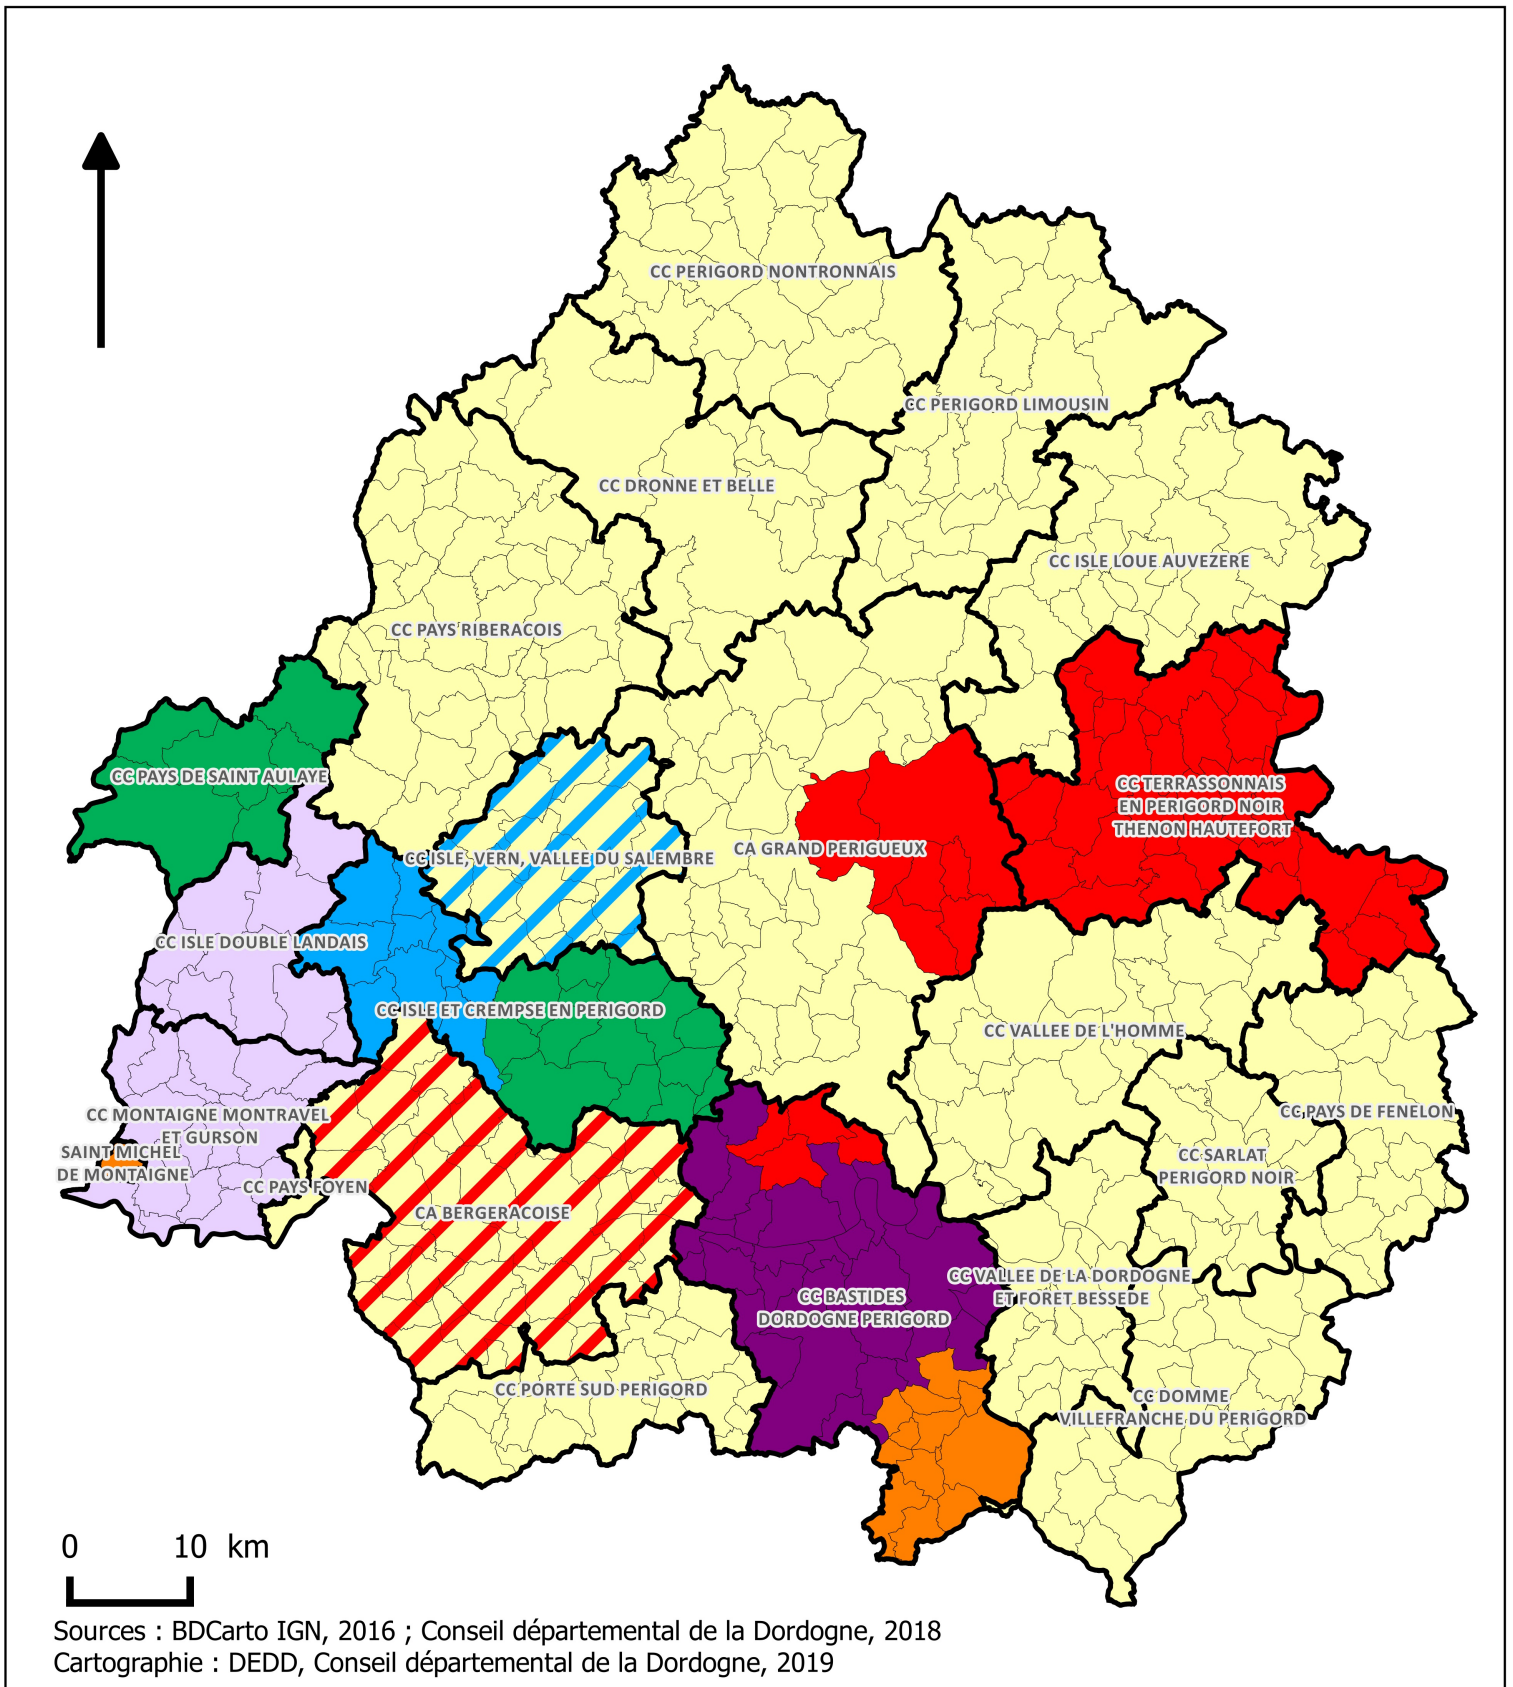 CC PERIGORD NONTRONNAIS
CC PERIGORD LIMOUSIN
CC DRONNE ET BELLE
CC ISLE LOUE AUVEZERE
CC PAYS RIBERACOIS
CC PAYS DE SAINT AULAYE
CC TERRASSONNAIS
EN PERIGORD NOIR
THENON HAUTEFORT
CA GRAND PERIGUEUX
CC ISLE, VERN, VALLEE DU SALEMBRE
CC ISLE DOUBLE LANDAIS
CC ISLE ET CREMPSE EN PERIGORD
CC VALLEE DE L'HOMME
CC MONTAIGNE MONTRAVEL
ET GURSON
CC PAYS DE FENELON
SAINT MICHEL
DE MONTAIGNE
CC SARLAT
PERIGORD NOIR
CC PAYS FOYEN
CA BERGERACOISE
CC VALLEE DE LA DORDOGNE
ET FORET BESSEDE
CC BASTIDES
DORDOGNE PERIGORD
CC PORTE SUD PERIGORD
CC DOMME
VILLEFRANCHE DU PERIGORD
0 10 km
Sources : BDCarto IGN, 2016 ; Conseil départemental de la Dordogne, 2018
Cartographie : DEDD, Conseil départemental de la Dordogne, 2019